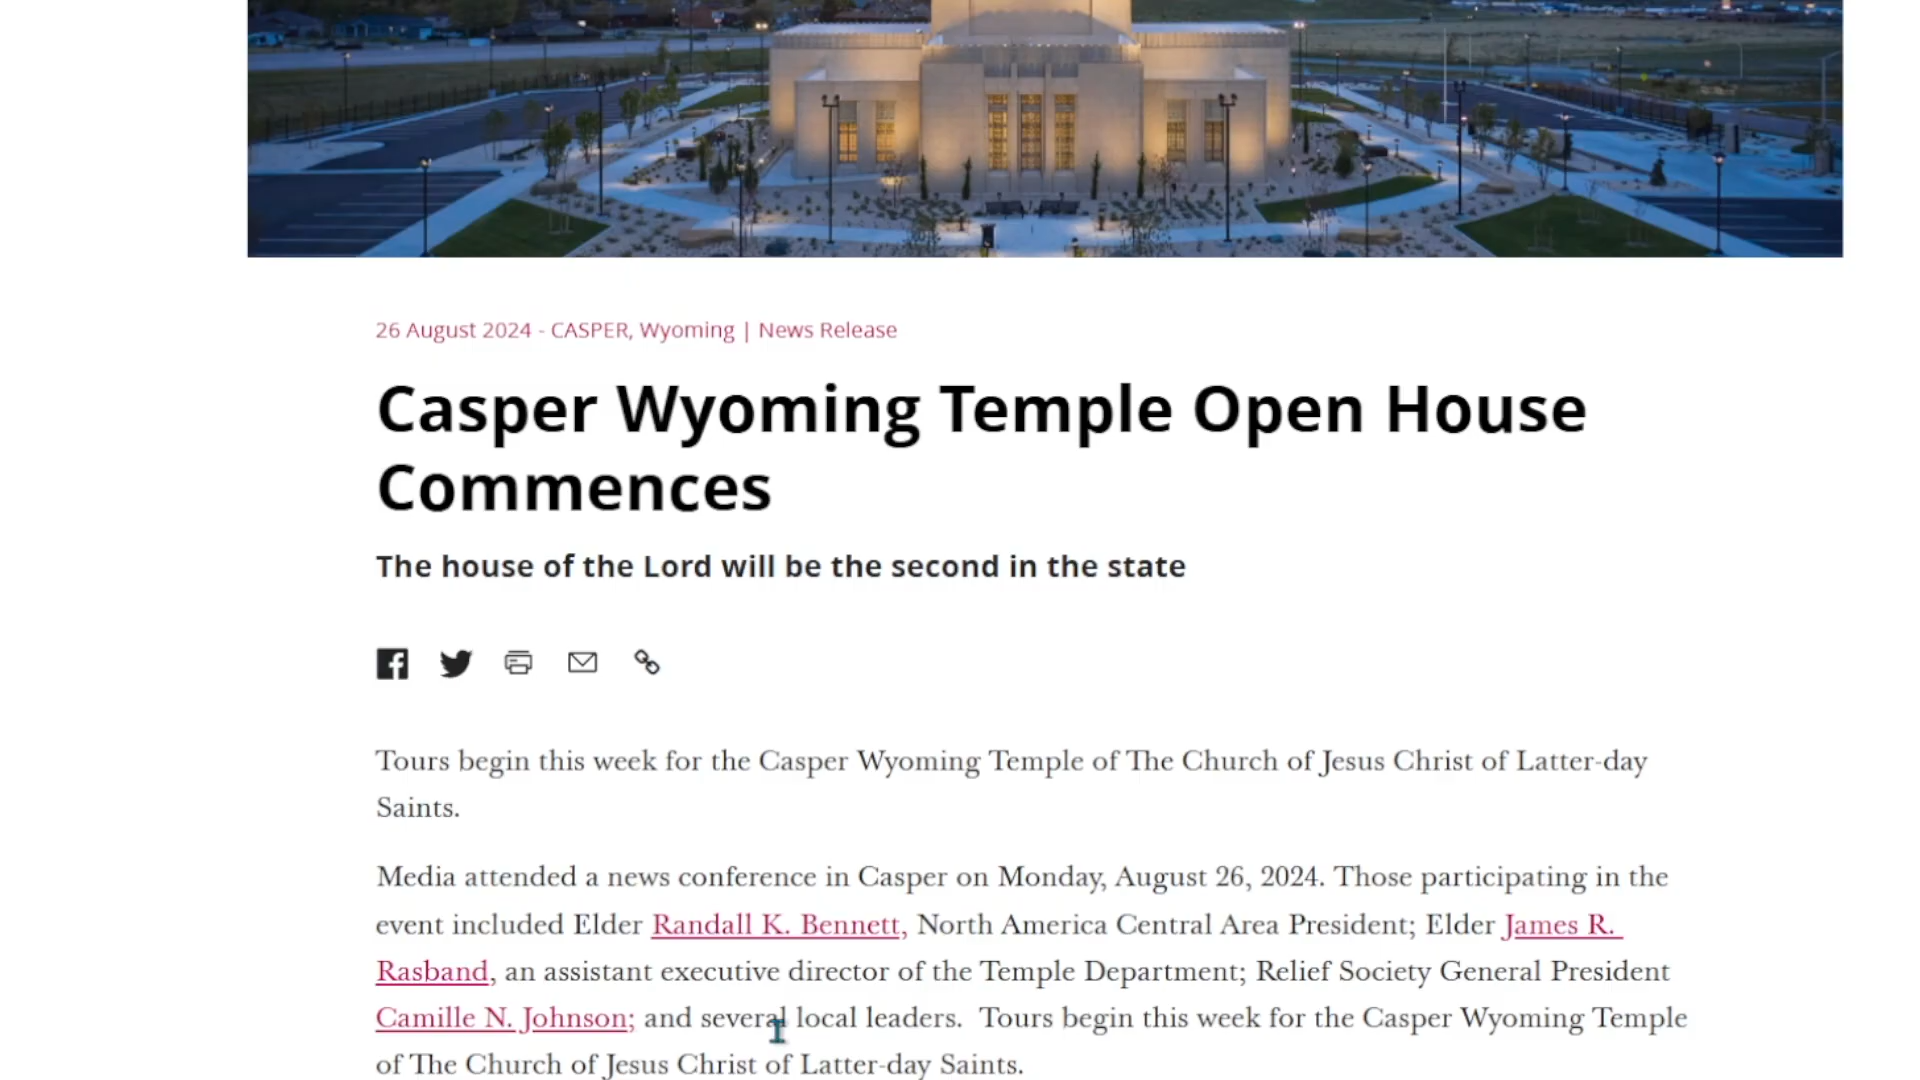 26 August 2024 - CASPER, Wyoming | News Release
Casper Wyoming Temple Open House
Commences
The house of the Lord will be the second in the state
Tours begin this week for the Casper Wyoming Temple of The Church of Jesus Christ of Latter-day
Saints.
Media attended a news conference in Casper on Monday, August 26, 2024. Those participating in the
event included Elder Randall K. Bennett, North America Central Area President; Elder James R.
Rasband, an assistant executive director of the Temple Department; Relief Society General President
Camille N. Johnson; and several local leaders.  Tours begin this week for the Casper Wyoming Temple
of The Church of Jesus Christ of Latter-day Saints.